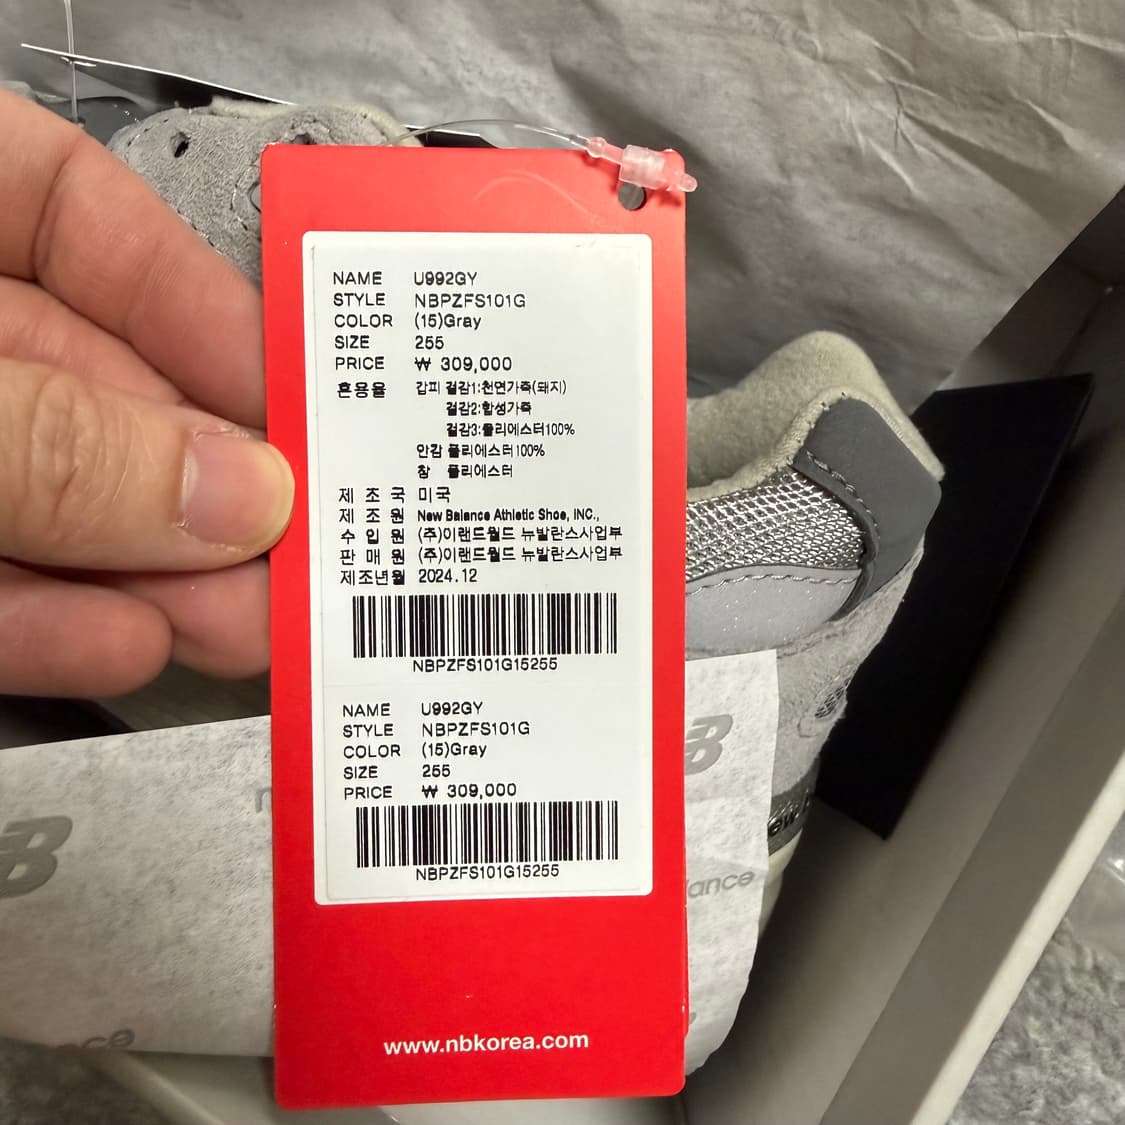 NAME U992GY
STYLE NBPZFS101G
COLOR (15)Gray
SIZE 255
PRICE ₩ 309,000
혼용율 갑피 겉감1:천연가죽(돼지)
겉감2:합성가죽
겉감3:폴리에스터100%
안감 폴리에스터100%
창 폴리에스터
제 조 국 미국
제 조 원 New Balance Athletic Shoe, INC.,
수 입 원 (주)이랜드월드 뉴발란스사업부
판 매 원 (주)이랜드월드 뉴발란스사업부
제조년월 2024.12
NBPZFS101G15255
NAME U992GY
STYLE NBPZFS101G
COLOR (15)Gray
SIZE 255
PRICE ₩ 309,000
NBPZFS101G15255
www.nbkorea.com